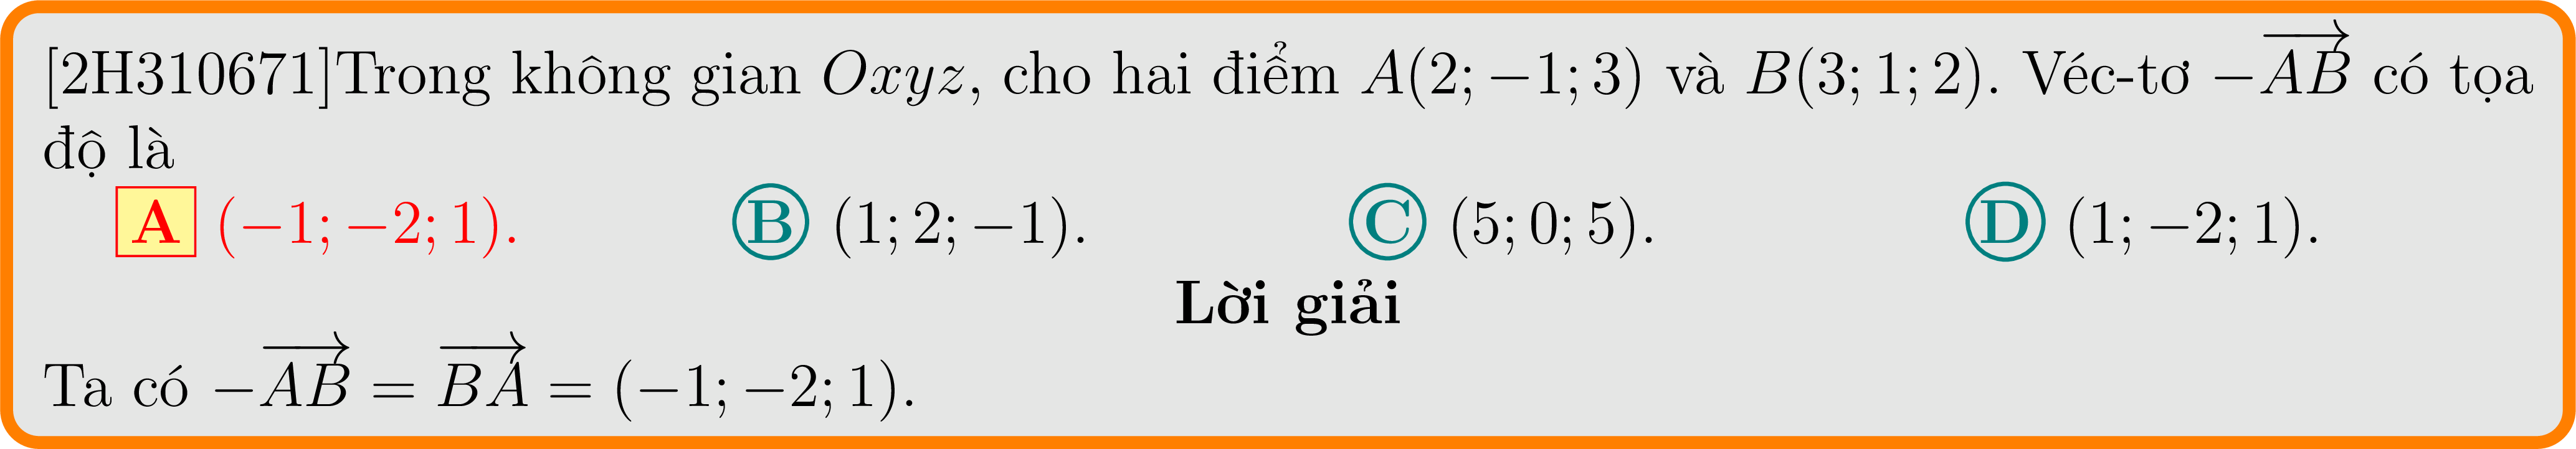 [2H310671]Trong không gian Oxyz, cho hai điểm A(2; −1; 3) và B(3; 1; 2). Véc-tơ −\overrightarrow{AB} có tọa
độ là
A (−1; −2; 1). B (1; 2; −1). C (5; 0; 5). D (1; −2; 1).
Lời giải
Ta có −\overrightarrow{AB} = \overrightarrow{BA} = (−1; −2; 1).